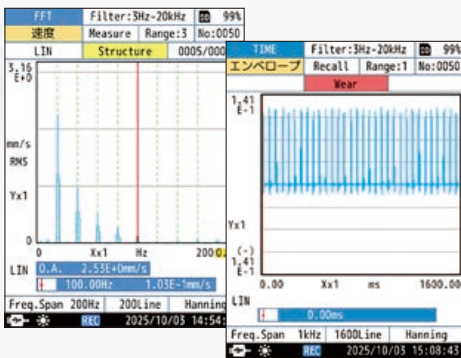 FFT
Filter:3Hz-20kHz
99%
速度
Measure
Range:3
No:0050
LIN
Structure
0005/000
3.16
E+0
mm/s
RMS
Yx1
0
0
Xx1
Hz
200
LIN
O.A. 2.53E+0mm/s
100.00Hz 1.03E-1mm/s
Freq.Span 200Hz
200Line
Hanning
REC
2025/10/03 14:54:
TIME
Filter:3Hz-20kHz
99%
エンベロープ
Recall
Range:1
No:0050
Wear
1.41
E-1
Yx1
(-)
1.41
E-1
0.00
Xx1
ms
1600.00
LIN
0.00ms
Freq.Span 1kHz
1600Line
Hanning
REC
2025/10/03 15:08:43